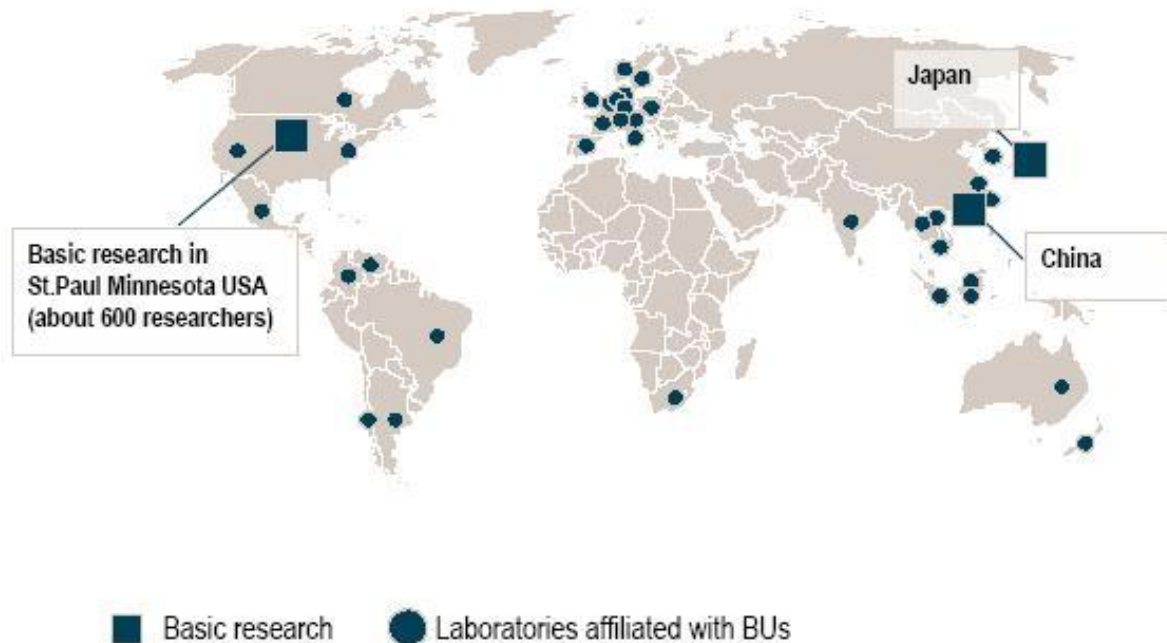 Japan
Basic research in
St.Paul Minnesota USA
(about 600 researchers)
China
Basic research
Laboratories affiliated with BUs